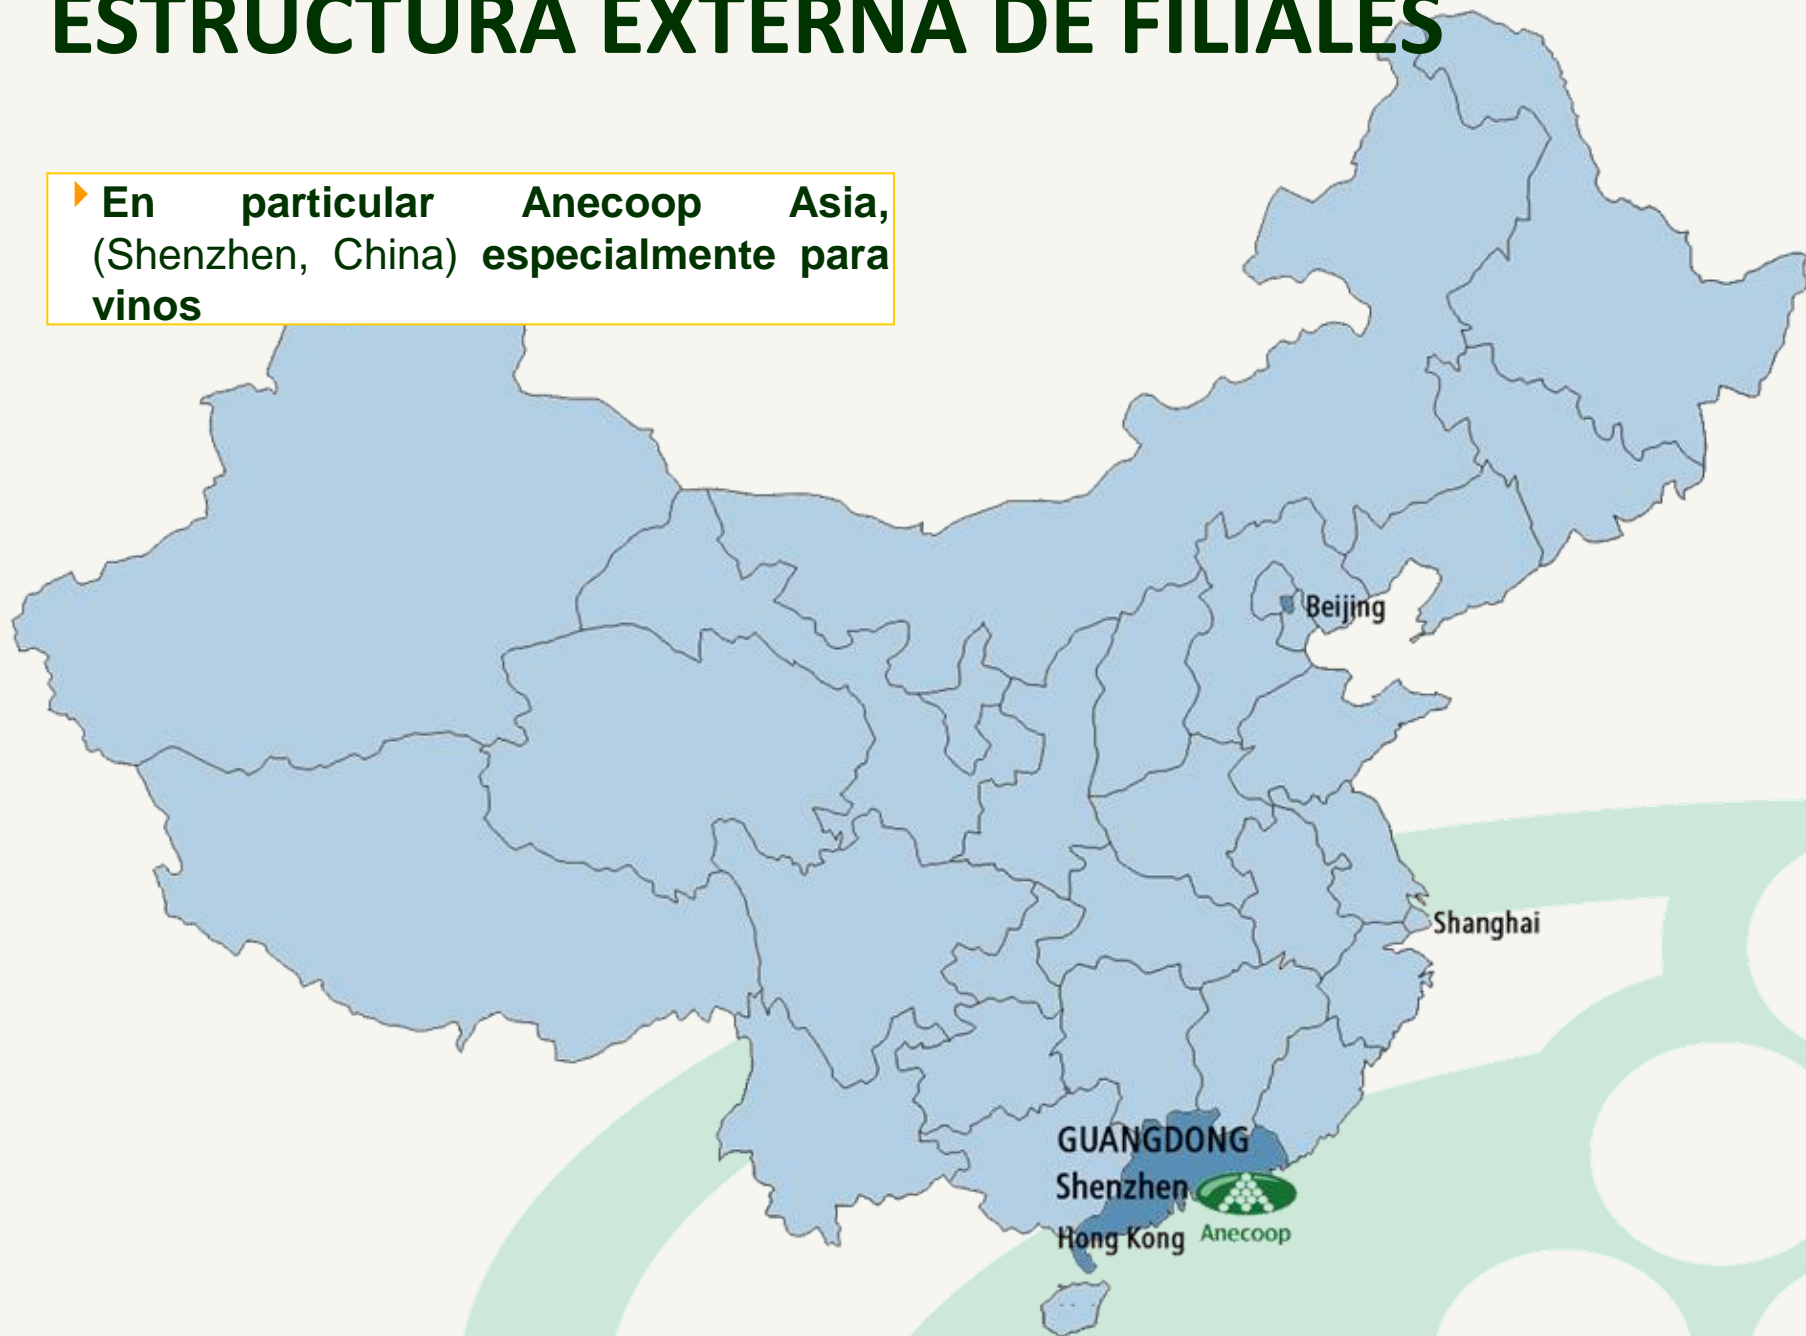 ESTRUCTURA EXTERNA DE FILIALES
En particular Anecoop Asia,
(Shenzhen, China) especialmente para
vinos
Beijing
Shanghai
GUANGDONG
Shenzhen
Hong Kong
Anecoop